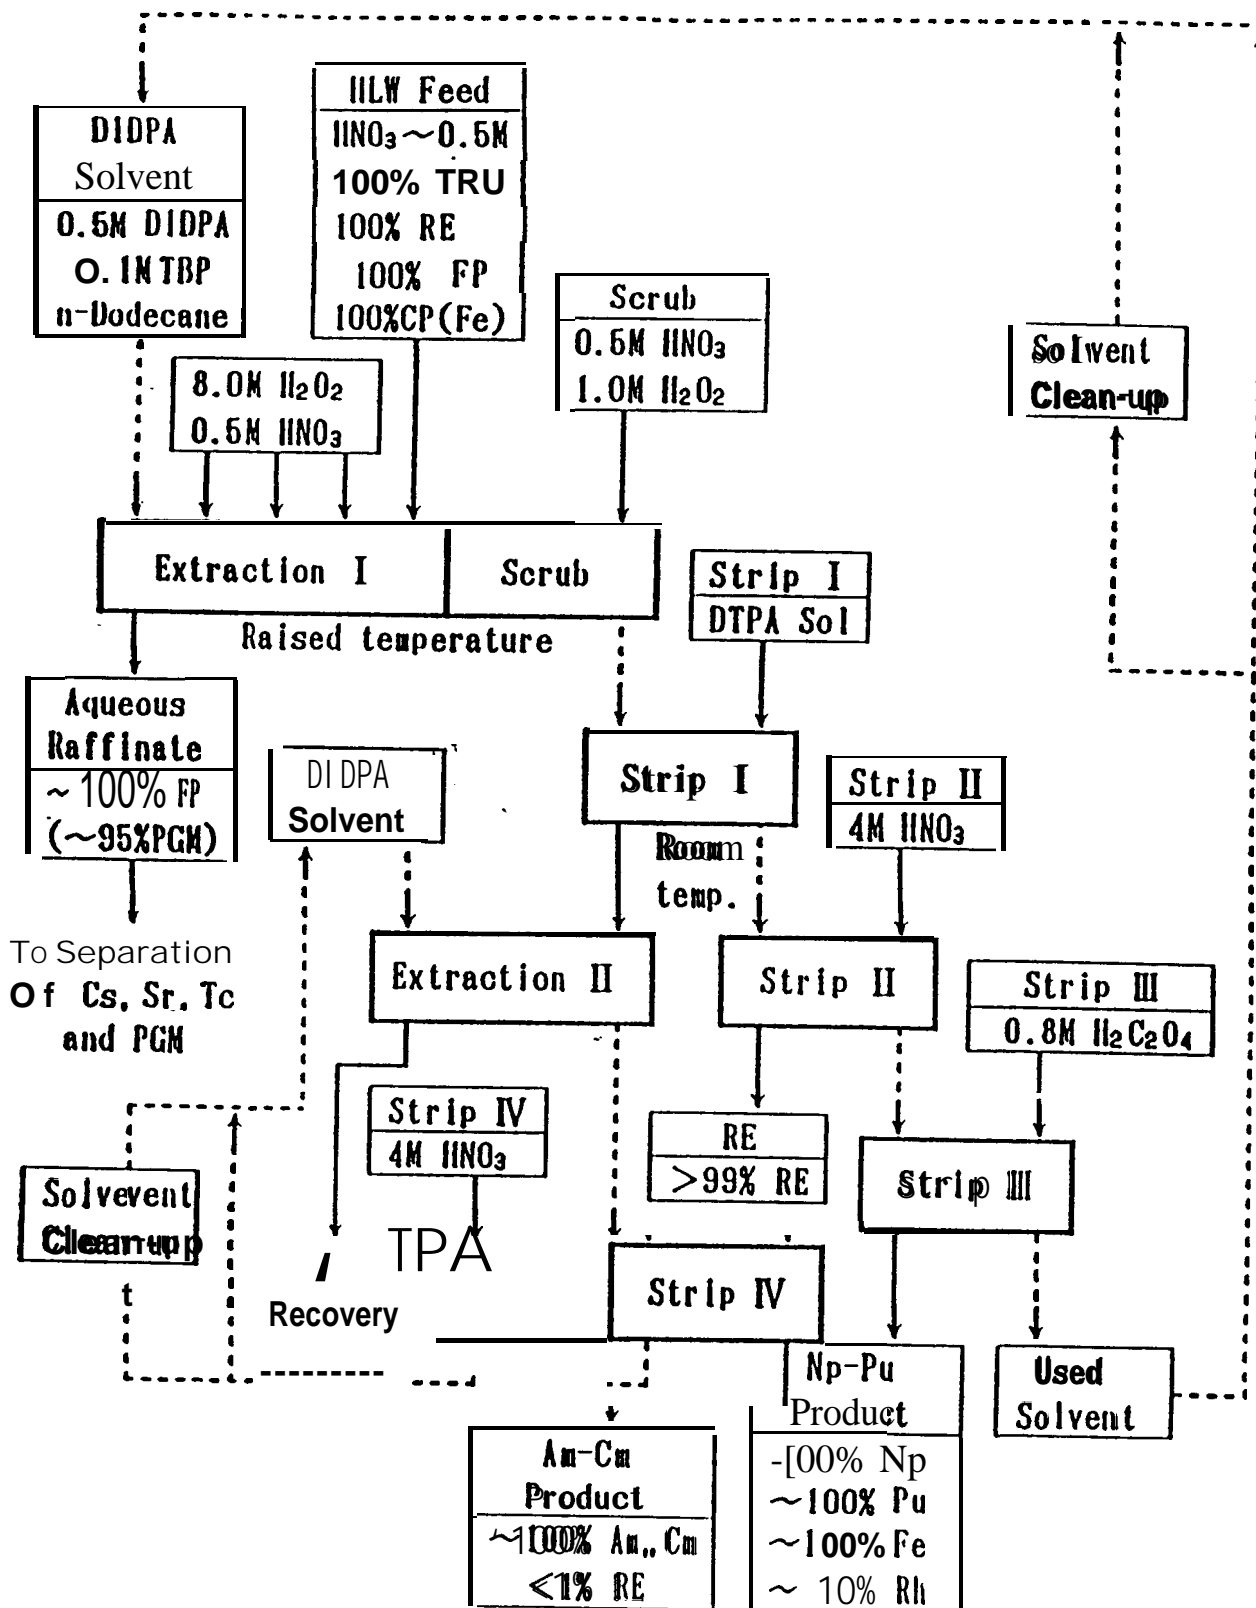 DIDPA
Solvent
0.5M DIDPA
0.1M TBP
n-Dodecane
HLW Feed
HNO₃~0.5M
100% TRU
100% RE
100% FP
100%CP(Fe)
8.0M H₂O₂
0.5M HNO₃
Scrub
0.5M HNO₃
1.0M H₂O₂
Solvent
Clean-up
Extraction I
Scrub
Raised temperature
Strip I
DTPA Sol
Aqueous
Raffinate
~100% FP
(~95%PGM)
To Separation
Of Cs, Sr, Tc
and PGM
DIDPA
Solvent
Strip I
Room
temp.
Strip II
4M HNO₃
Extraction II
Strip II
Strip III
0.8M H₂C₂O₄
Strip IV
4M HNO₃
RE
>99% RE
Strip III
Solvevent
Clean-up
t
TPA
Recovery
Strip IV
Np-Pu
Product
-[00% Np
~100% Pu
~100% Fe
~ 10% Rh
Used
Solvent
Am-Cm
Product
~100% Am, Cm
<1% RE